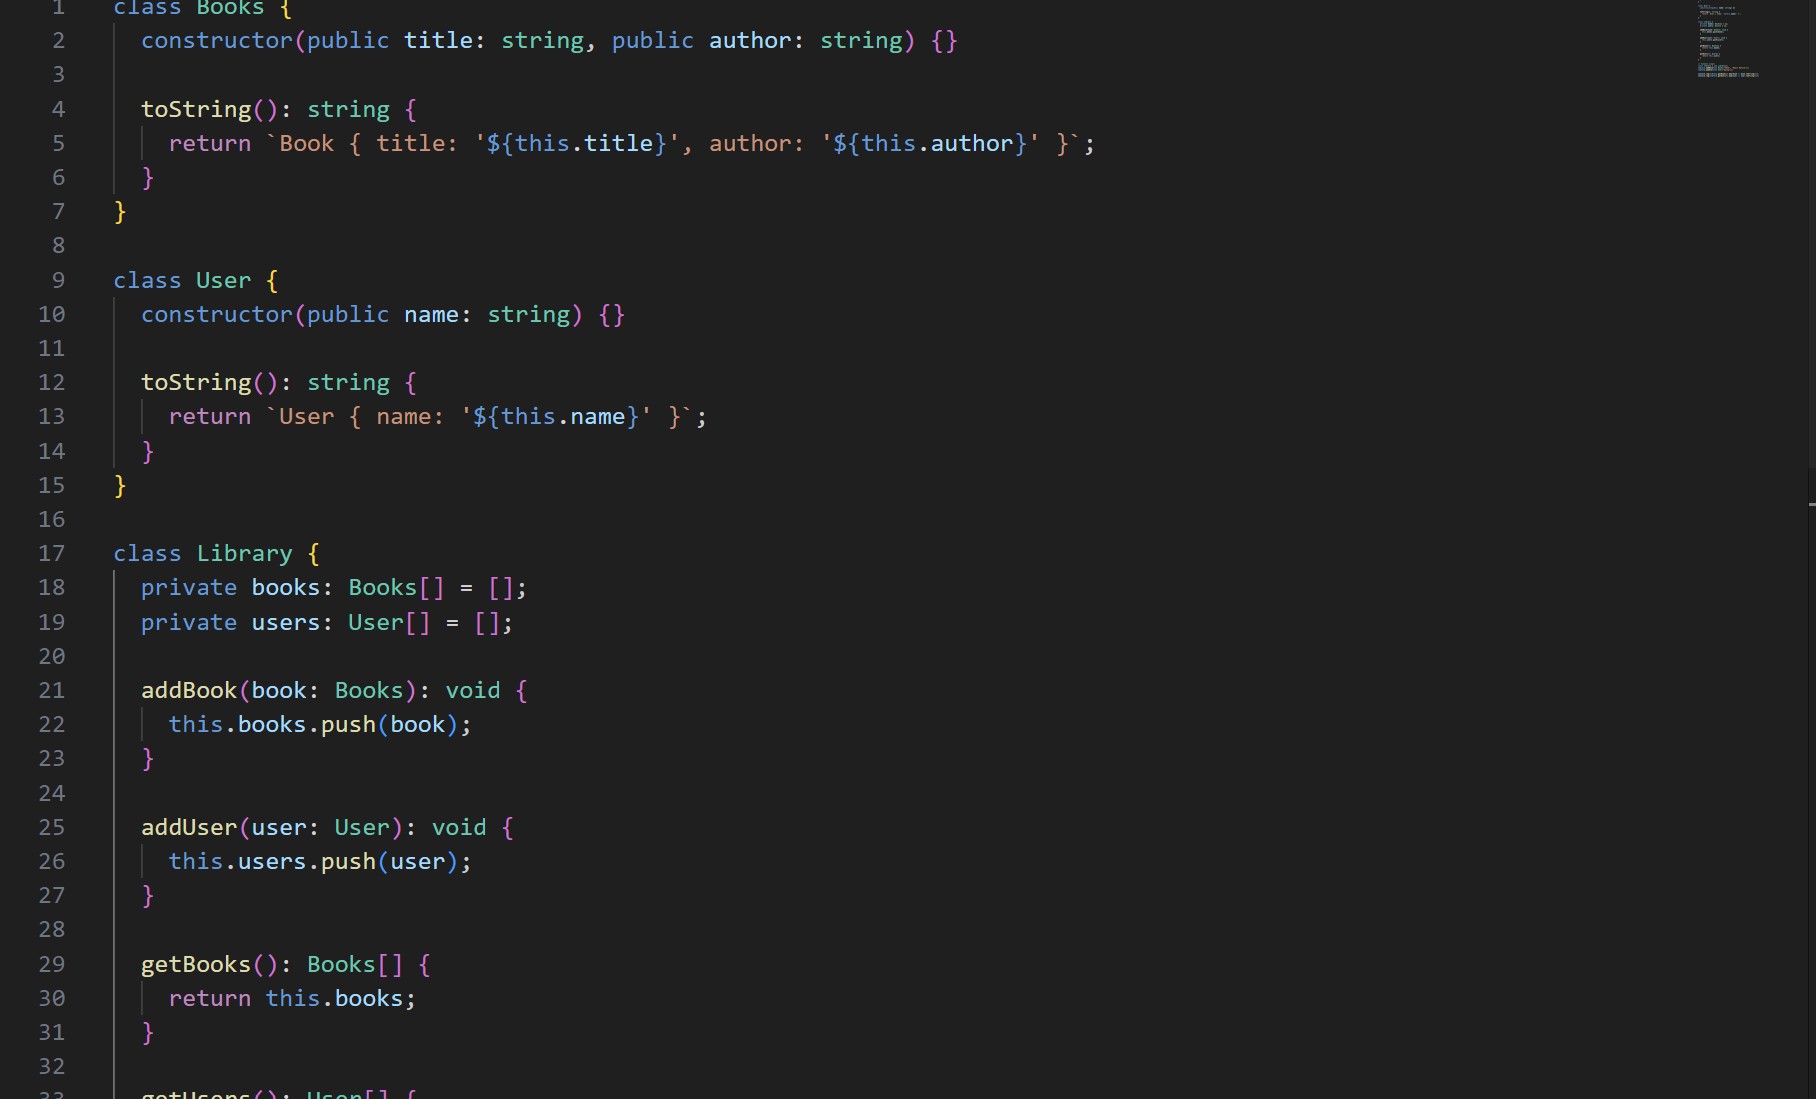 1 class Books {
2 constructor(public title: string, public author: string) {}
3
4 toString(): string {
5 return `Book { title: '${this.title}', author: '${this.author}' }`;
6 }
7 }
8
9 class User {
10 constructor(public name: string) {}
11
12 toString(): string {
13 return `User { name: '${this.name}' }`;
14 }
15 }
16
17 class Library {
18 private books: Books[] = [];
19 private users: User[] = [];
20
21 addBook(book: Books): void {
22 this.books.push(book);
23 }
24
25 addUser(user: User): void {
26 this.users.push(user);
27 }
28
29 getBooks(): Books[] {
30 return this.books;
31 }
32
33 getUsers(): User[] {